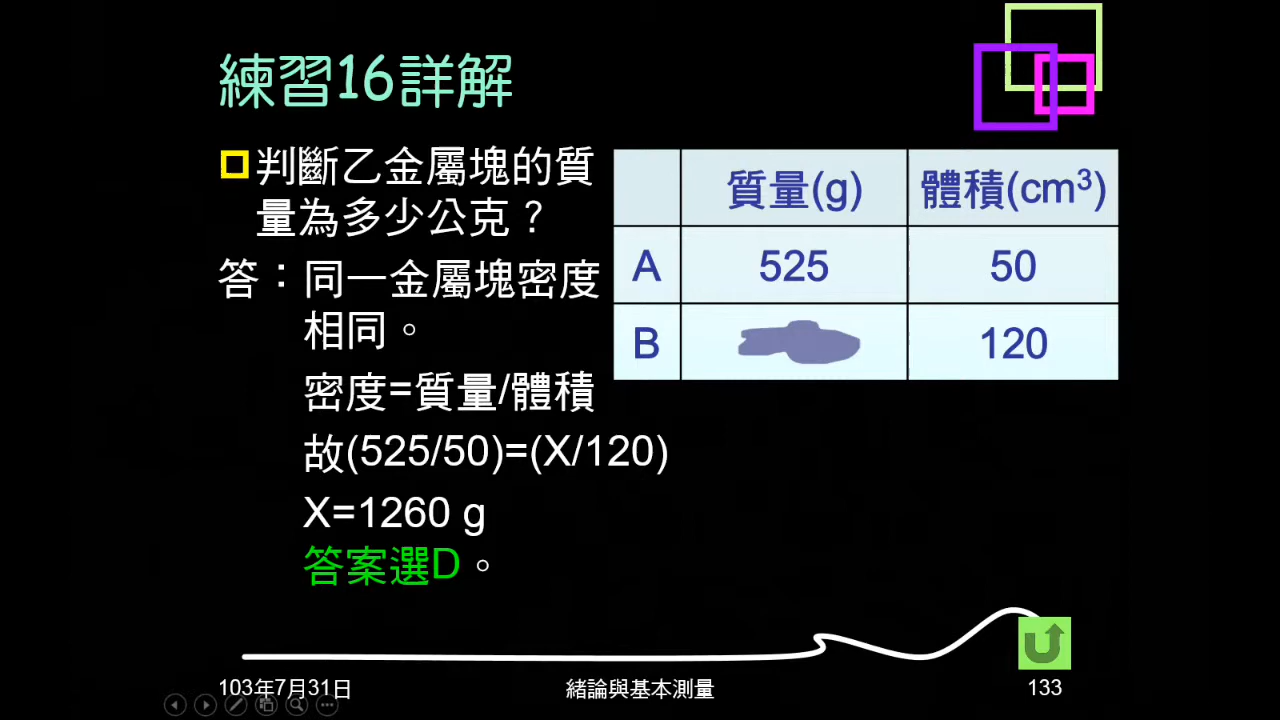 練習16詳解
判斷乙金屬塊的質
量為多少公克？
答：同一金屬塊密度
相同。
密度=質量/體積
故(525/50)=(X/120)
X=1260 g
答案選D。
質量(g) 體積(cm³)
A 525 50
B 120
103年7月31日 緒論與基本測量 133